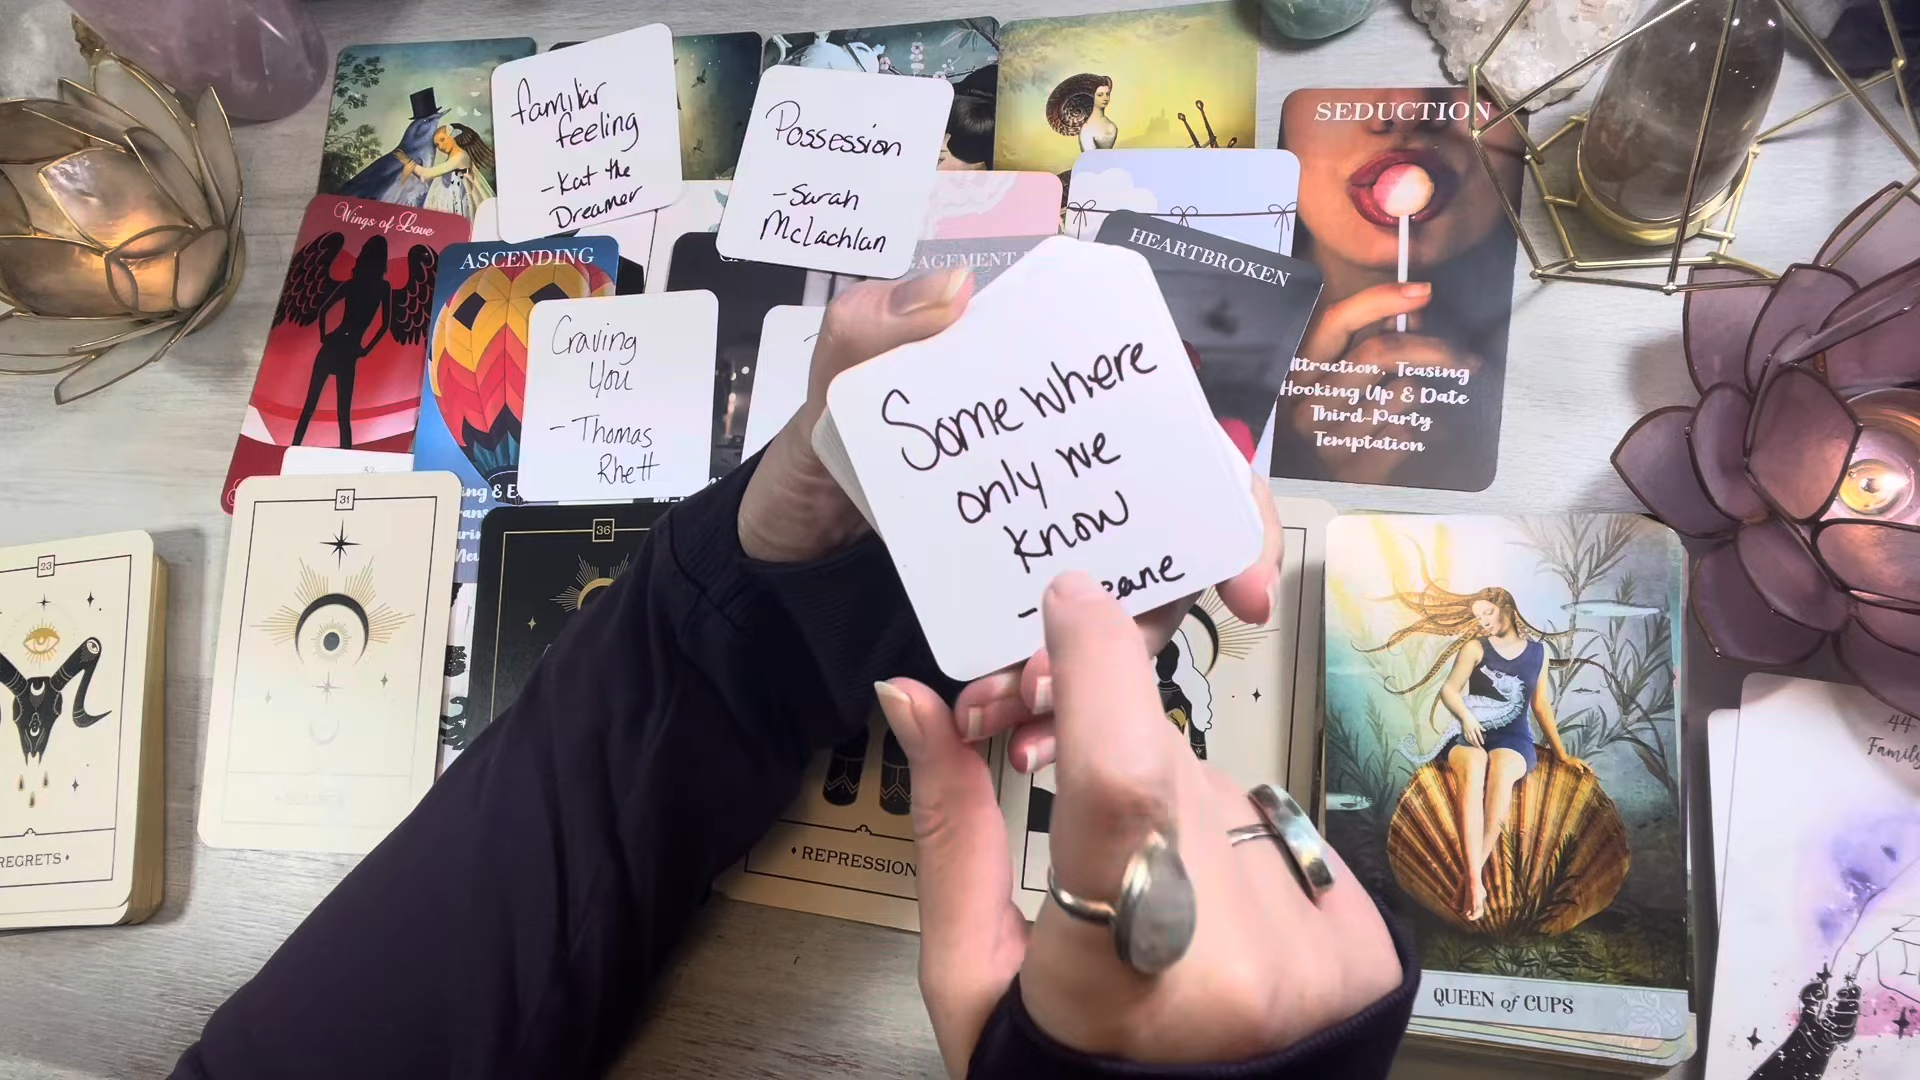 familiar
feeling
-Kat the
Dreamer
Possession
-Sarah
McLachlan
SEDUCTION
Attraction, Teasing
Hooking Up & Date
Third-Party
Temptation
Wings of Love
ASCENDING
HEARTBROKEN
Craving
You
- Thomas
Rhett
Somewhere
only we
know
31
36
23
REGRETS
REPRESSION
QUEEN of CUPS
44
Family